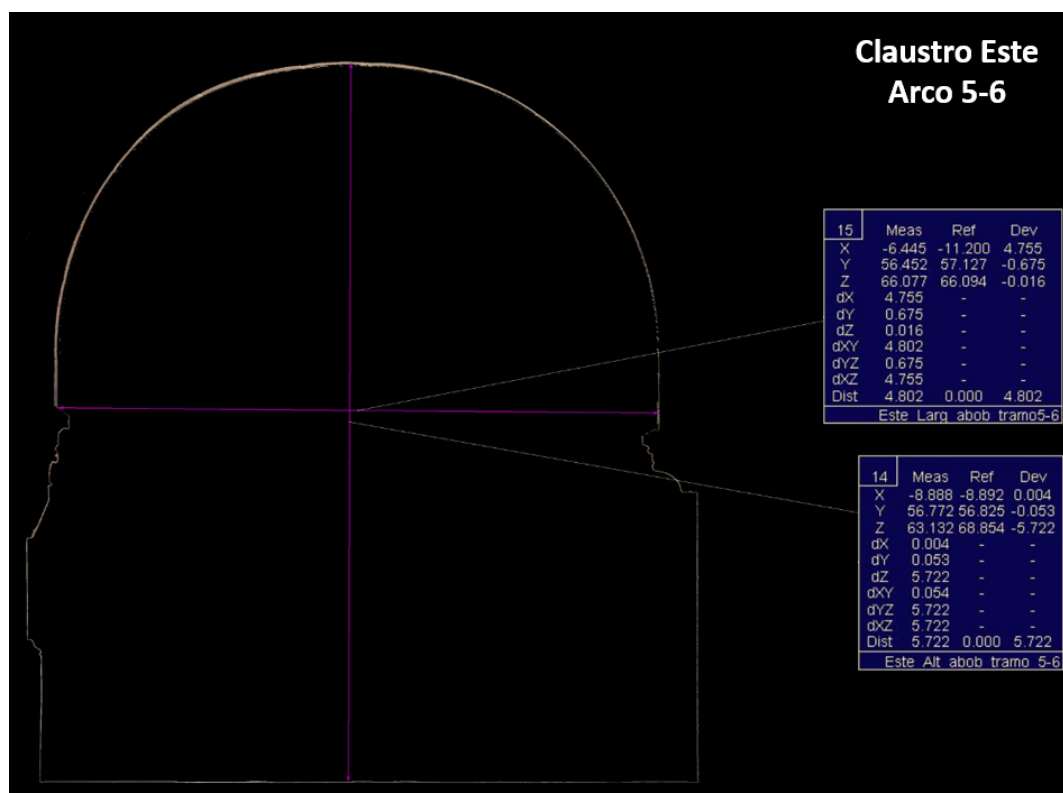 Claustro Este
Arco 5-6
15 Meas Ref Dev
X -6.445 -11.200 4.755
Y 56.452 57.127 -0.675
Z 66.077 66.094 -0.016
dX 4.755 - -
dY 0.675 - -
dZ 0.016 - -
dXY 4.802 - -
dYZ 0.675 - -
dXZ 4.755 - -
Dist 4.802 0.000 4.802
Este Larg abob tramo5-6
14 Meas Ref Dev
X -8.888 -8.892 0.004
Y 56.772 56.825 -0.053
Z 63.132 68.854 -5.722
dX 0.004 - -
dY 0.053 - -
dZ 5.722 - -
dXY 0.054 - -
dYZ 5.722 - -
dXZ 5.722 - -
Dist 5.722 0.000 5.722
Este Alt abob tramo 5-6